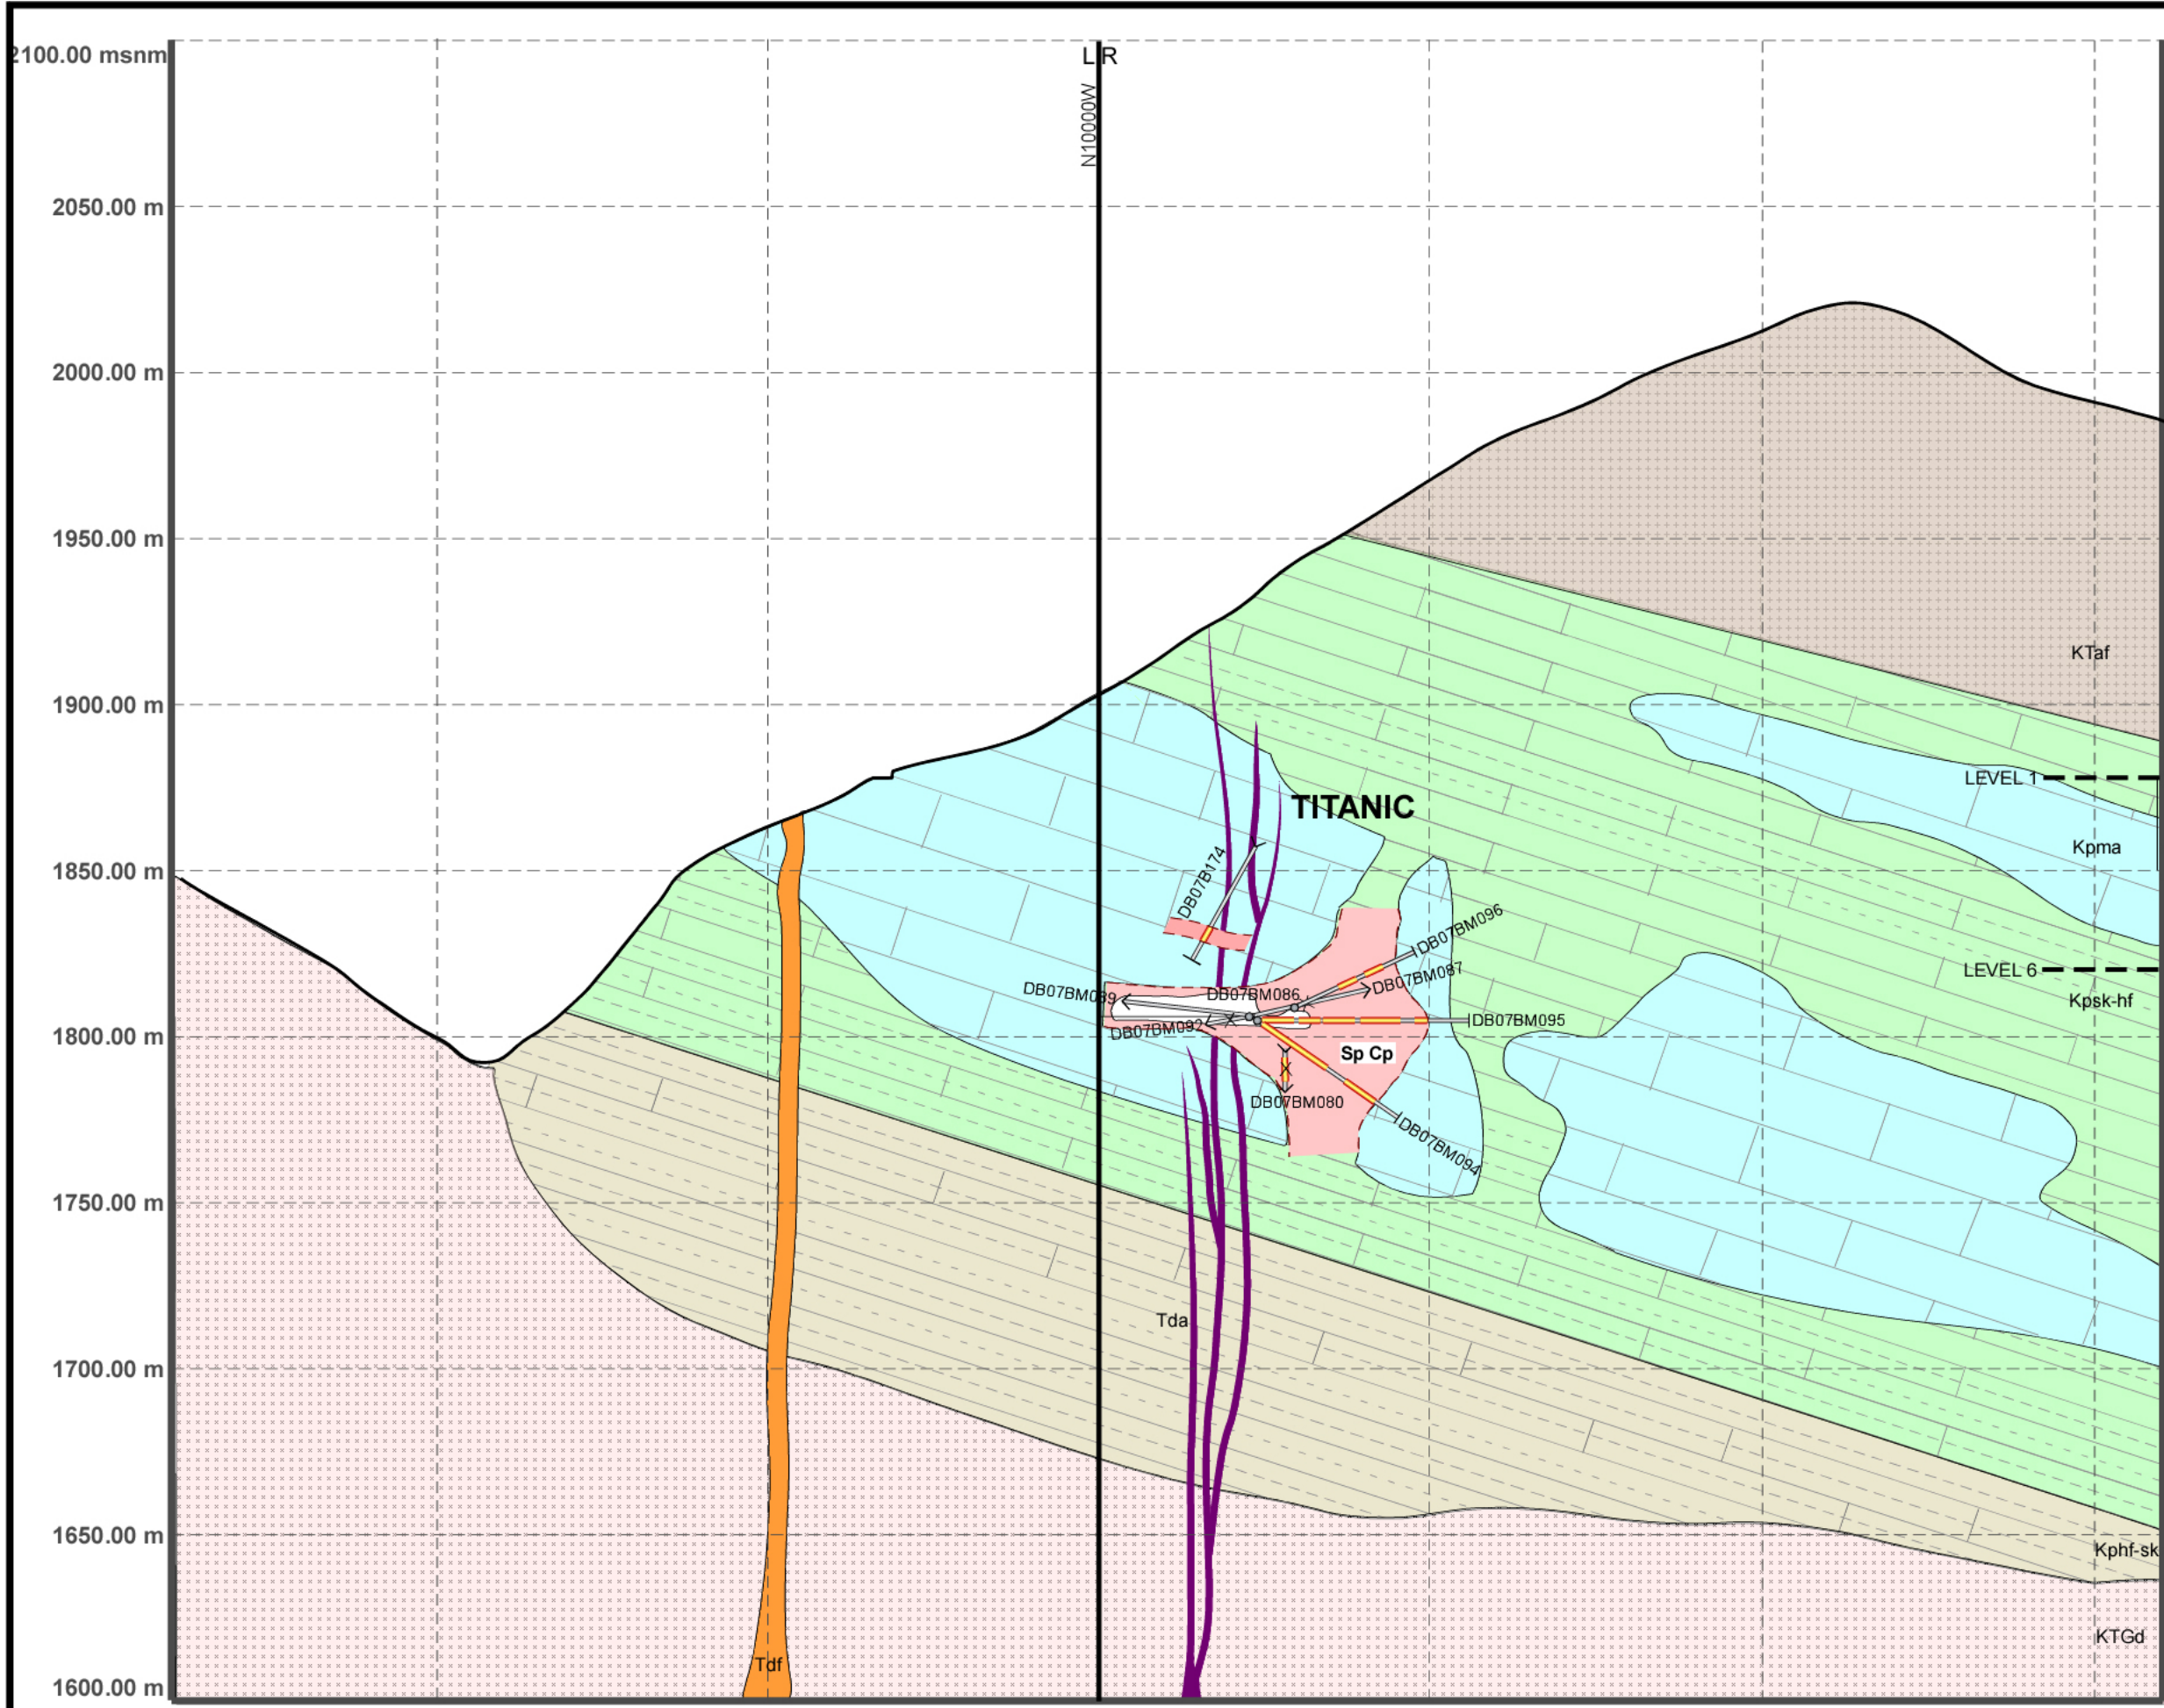 2100.00 msnm
L R
N10000W
2050.00 m
2000.00 m
1950.00 m
KTaf
1900.00 m
LEVEL 1
TITANIC
Kpma
1850.00 m
DB07B174
DB07BM096
LEVEL 6
DB07BM087
DB07BM089
DB07BM086
Kpsk-hf
DB07BM095
DB07BM092
1800.00 m
Sp Cp
DB07BM080
DB07BM094
1750.00 m
Tda
1700.00 m
1650.00 m
Kphf-sk
KTGd
Tdf
1600.00 m